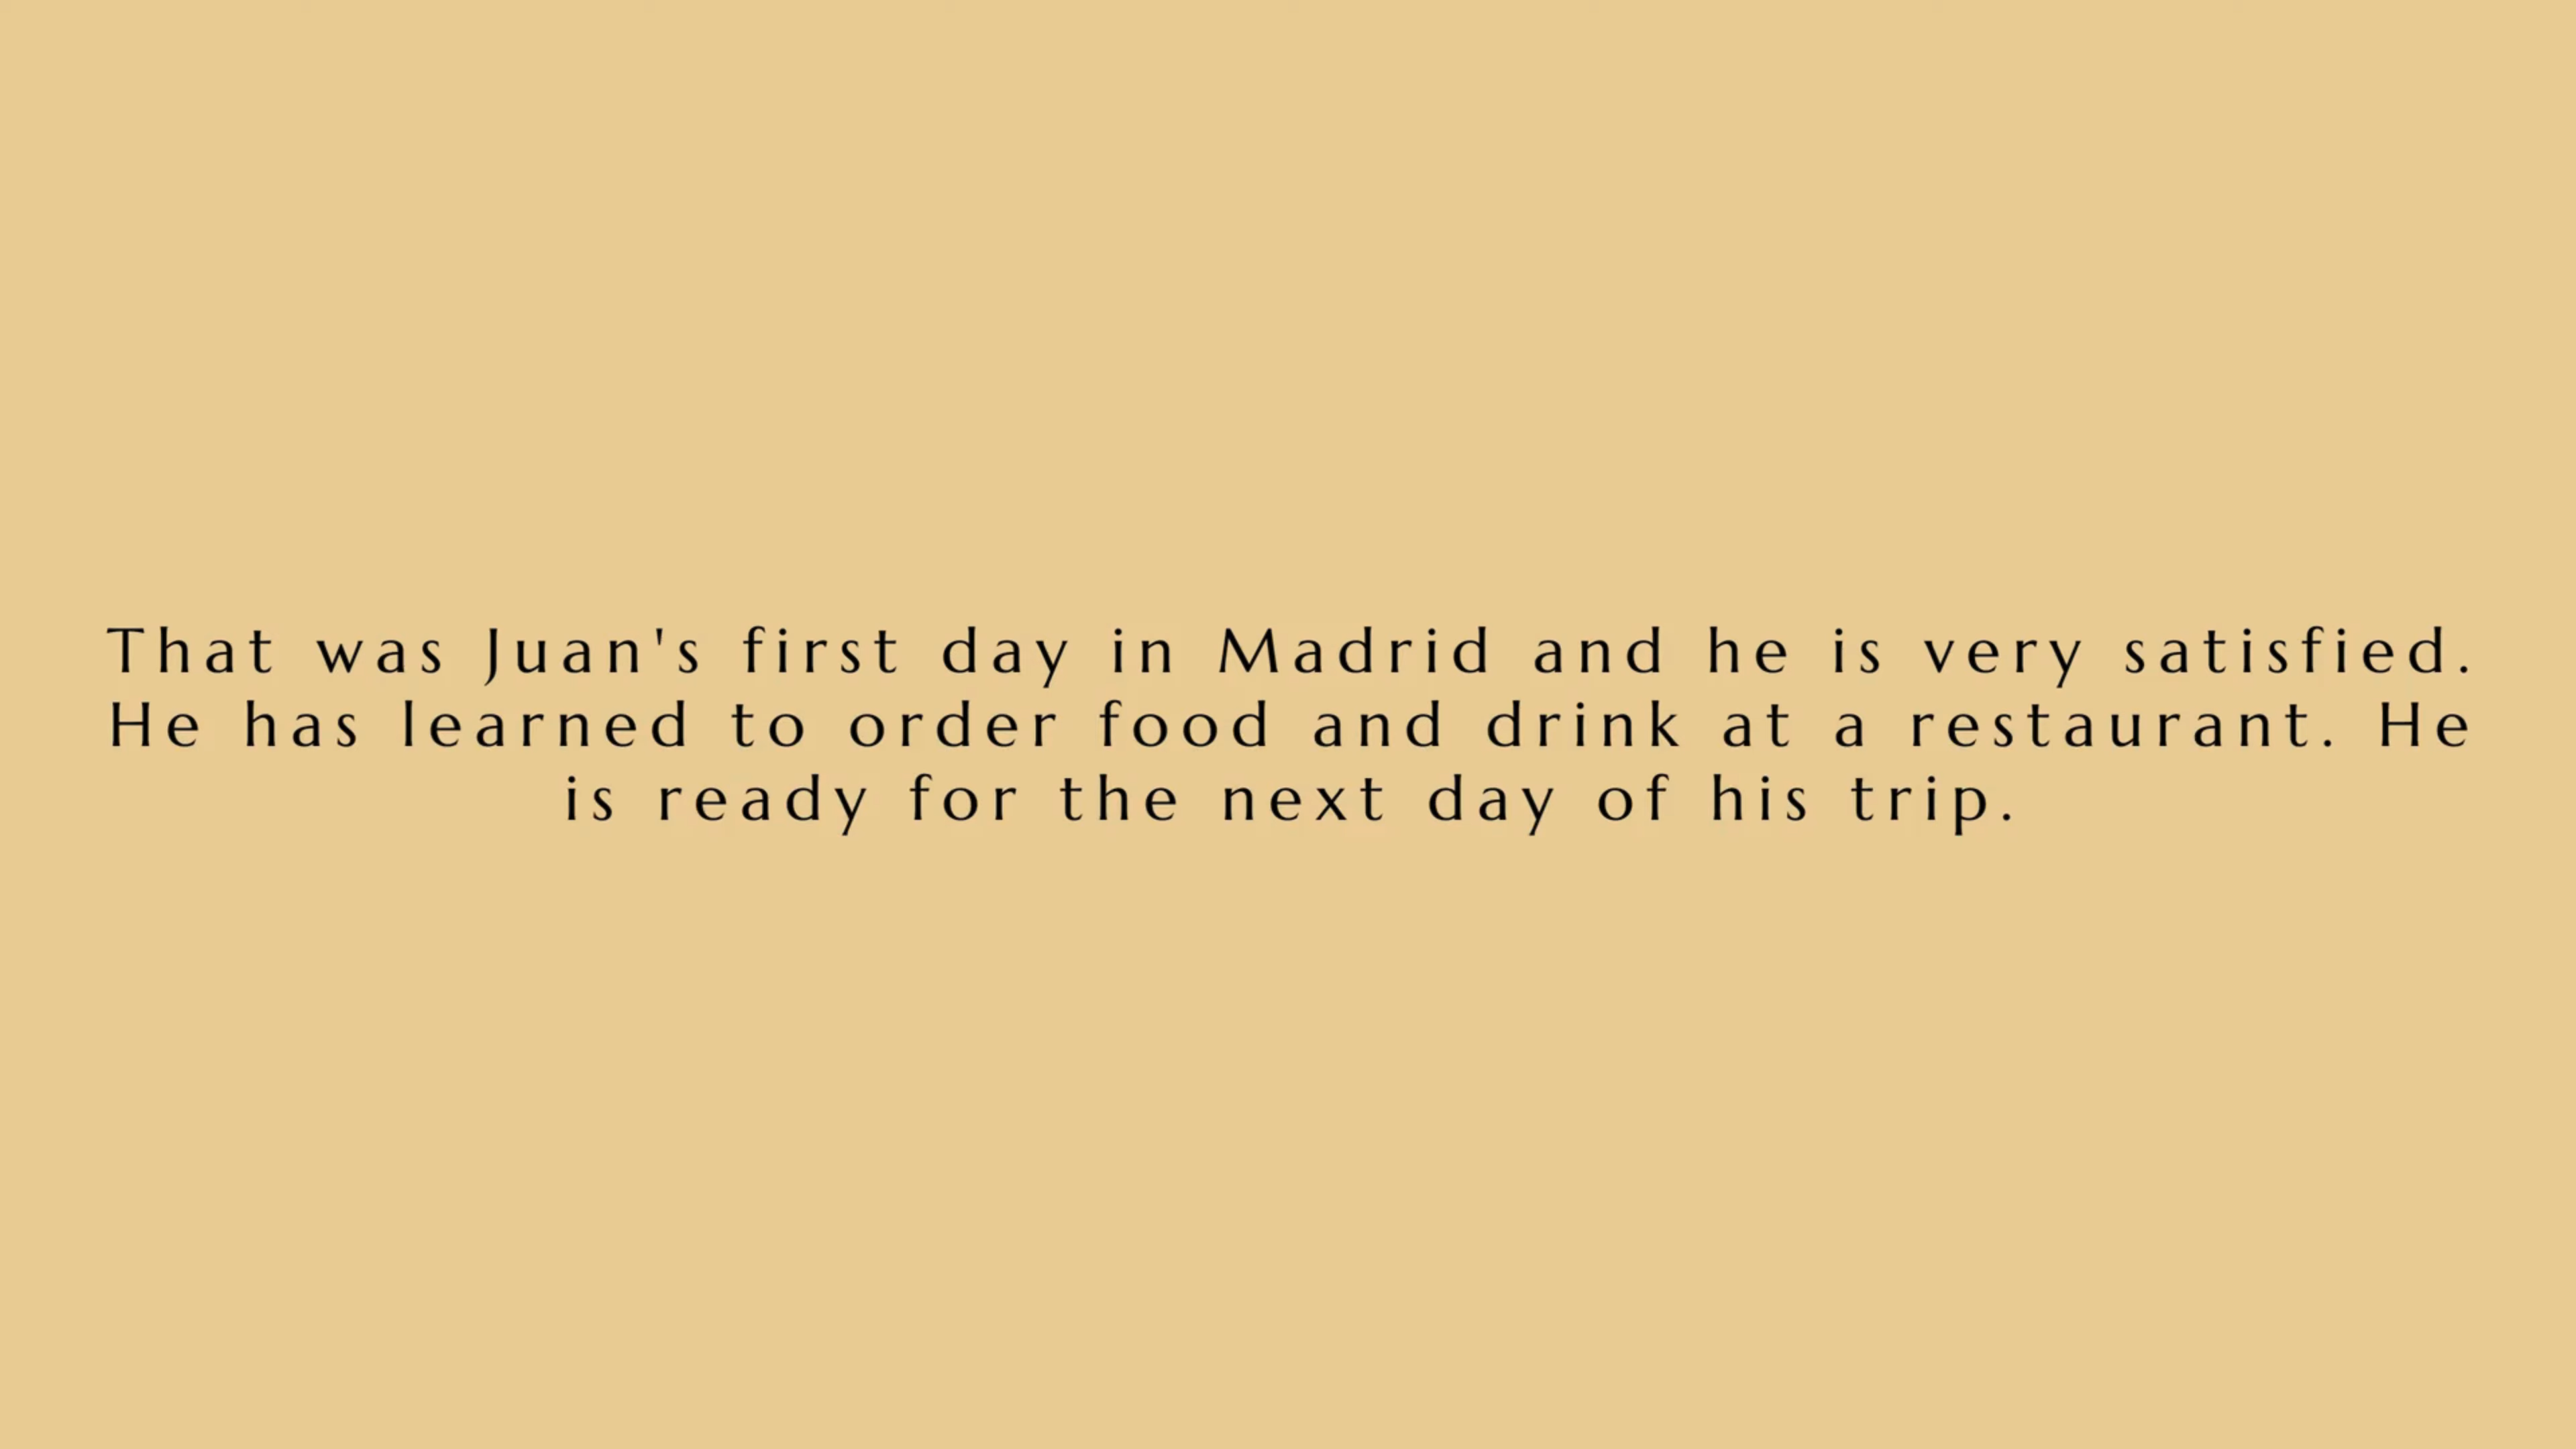 That was Juan's first day in Madrid and he is very satisfied.
He has learned to order food and drink at a restaurant. He
is ready for the next day of his trip.